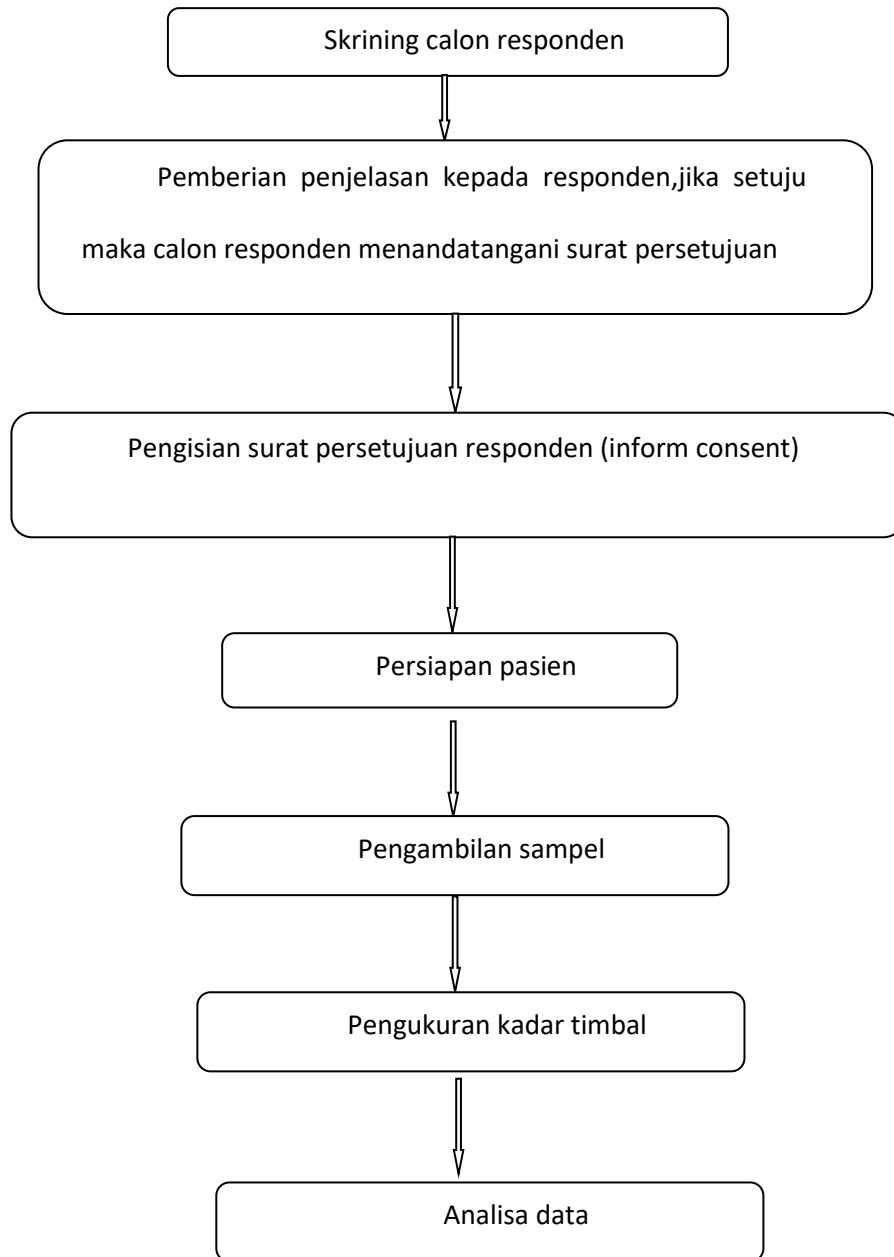 Skrining calon responden
Pemberian penjelasan kepada responden,jika setuju
maka calon responden menandatangani surat persetujuan
Pengisian surat persetujuan responden (inform consent)
Persiapan pasien
Pengambilan sampel
Pengukuran kadar timbal
Analisa data